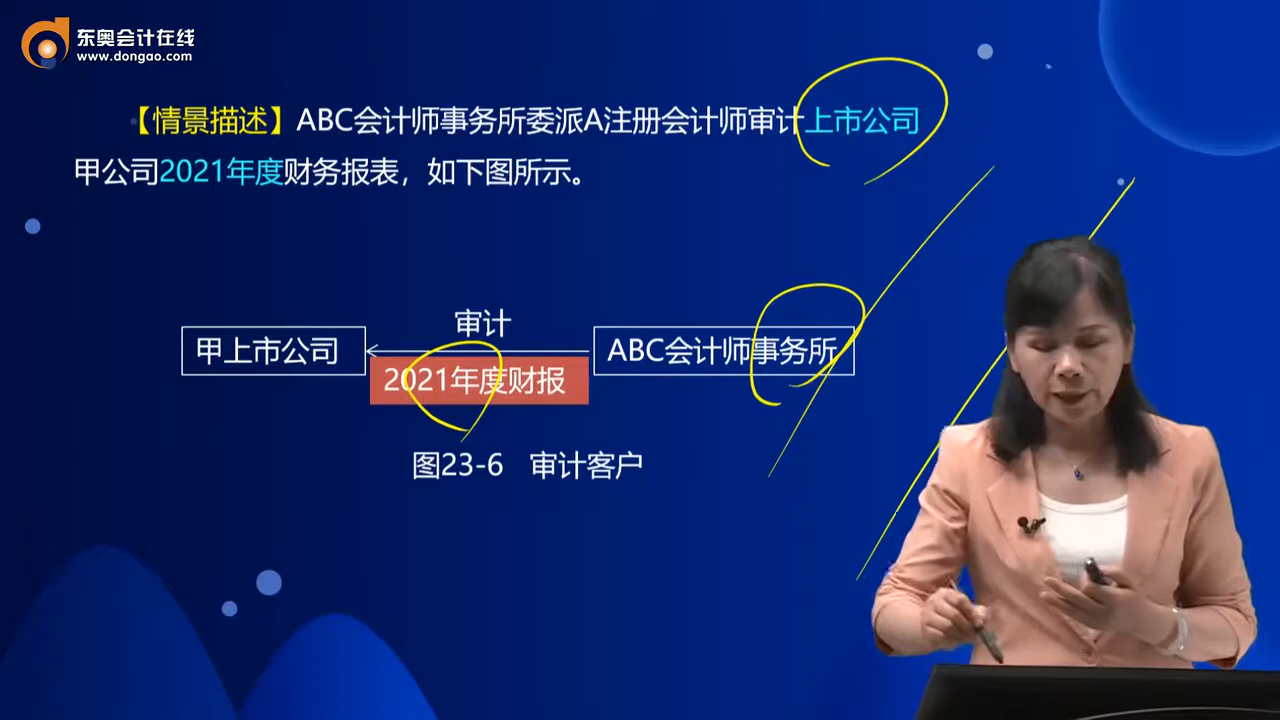 东奥会计在线
www.dongao.com
【情景描述】ABC会计师事务所委派A注册会计师审计上市公司
甲公司2021年度财务报表，如下图所示。
审计
甲上市公司
ABC会计师事务所
2021年度财报
图23-6 审计客户